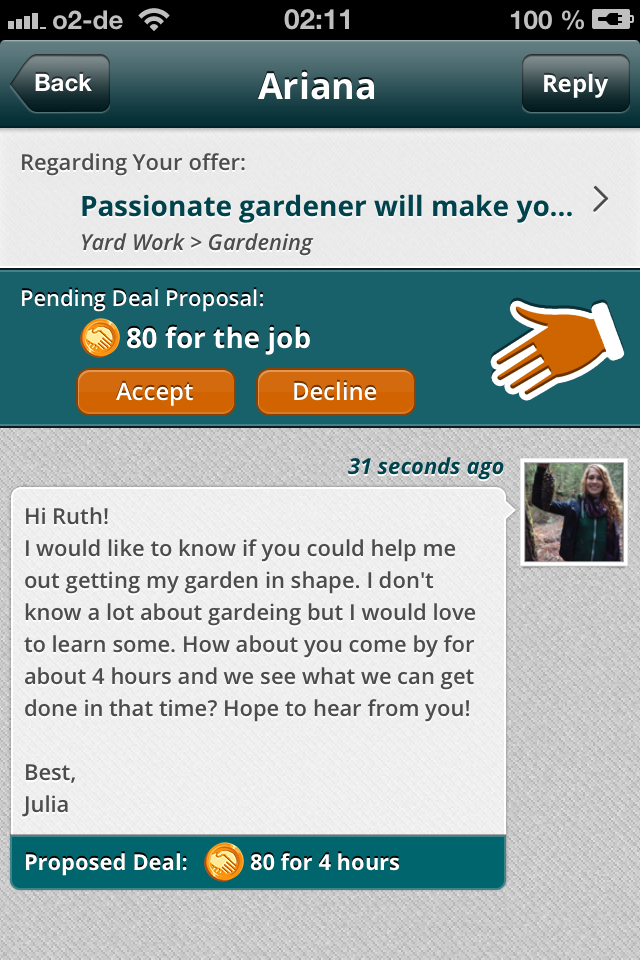 o2-de 02:11 100 %
Back Ariana Reply
Regarding Your offer:
Passionate gardener will make yo...
Yard Work > Gardening
Pending Deal Proposal:
80 for the job
Accept Decline
31 seconds ago
Hi Ruth!
I would like to know if you could help me
out getting my garden in shape. I don't
know a lot about gardeing but I would love
to learn some. How about you come by for
about 4 hours and we see what we can get
done in that time? Hope to hear from you!
Best,
Julia
Proposed Deal: 80 for 4 hours